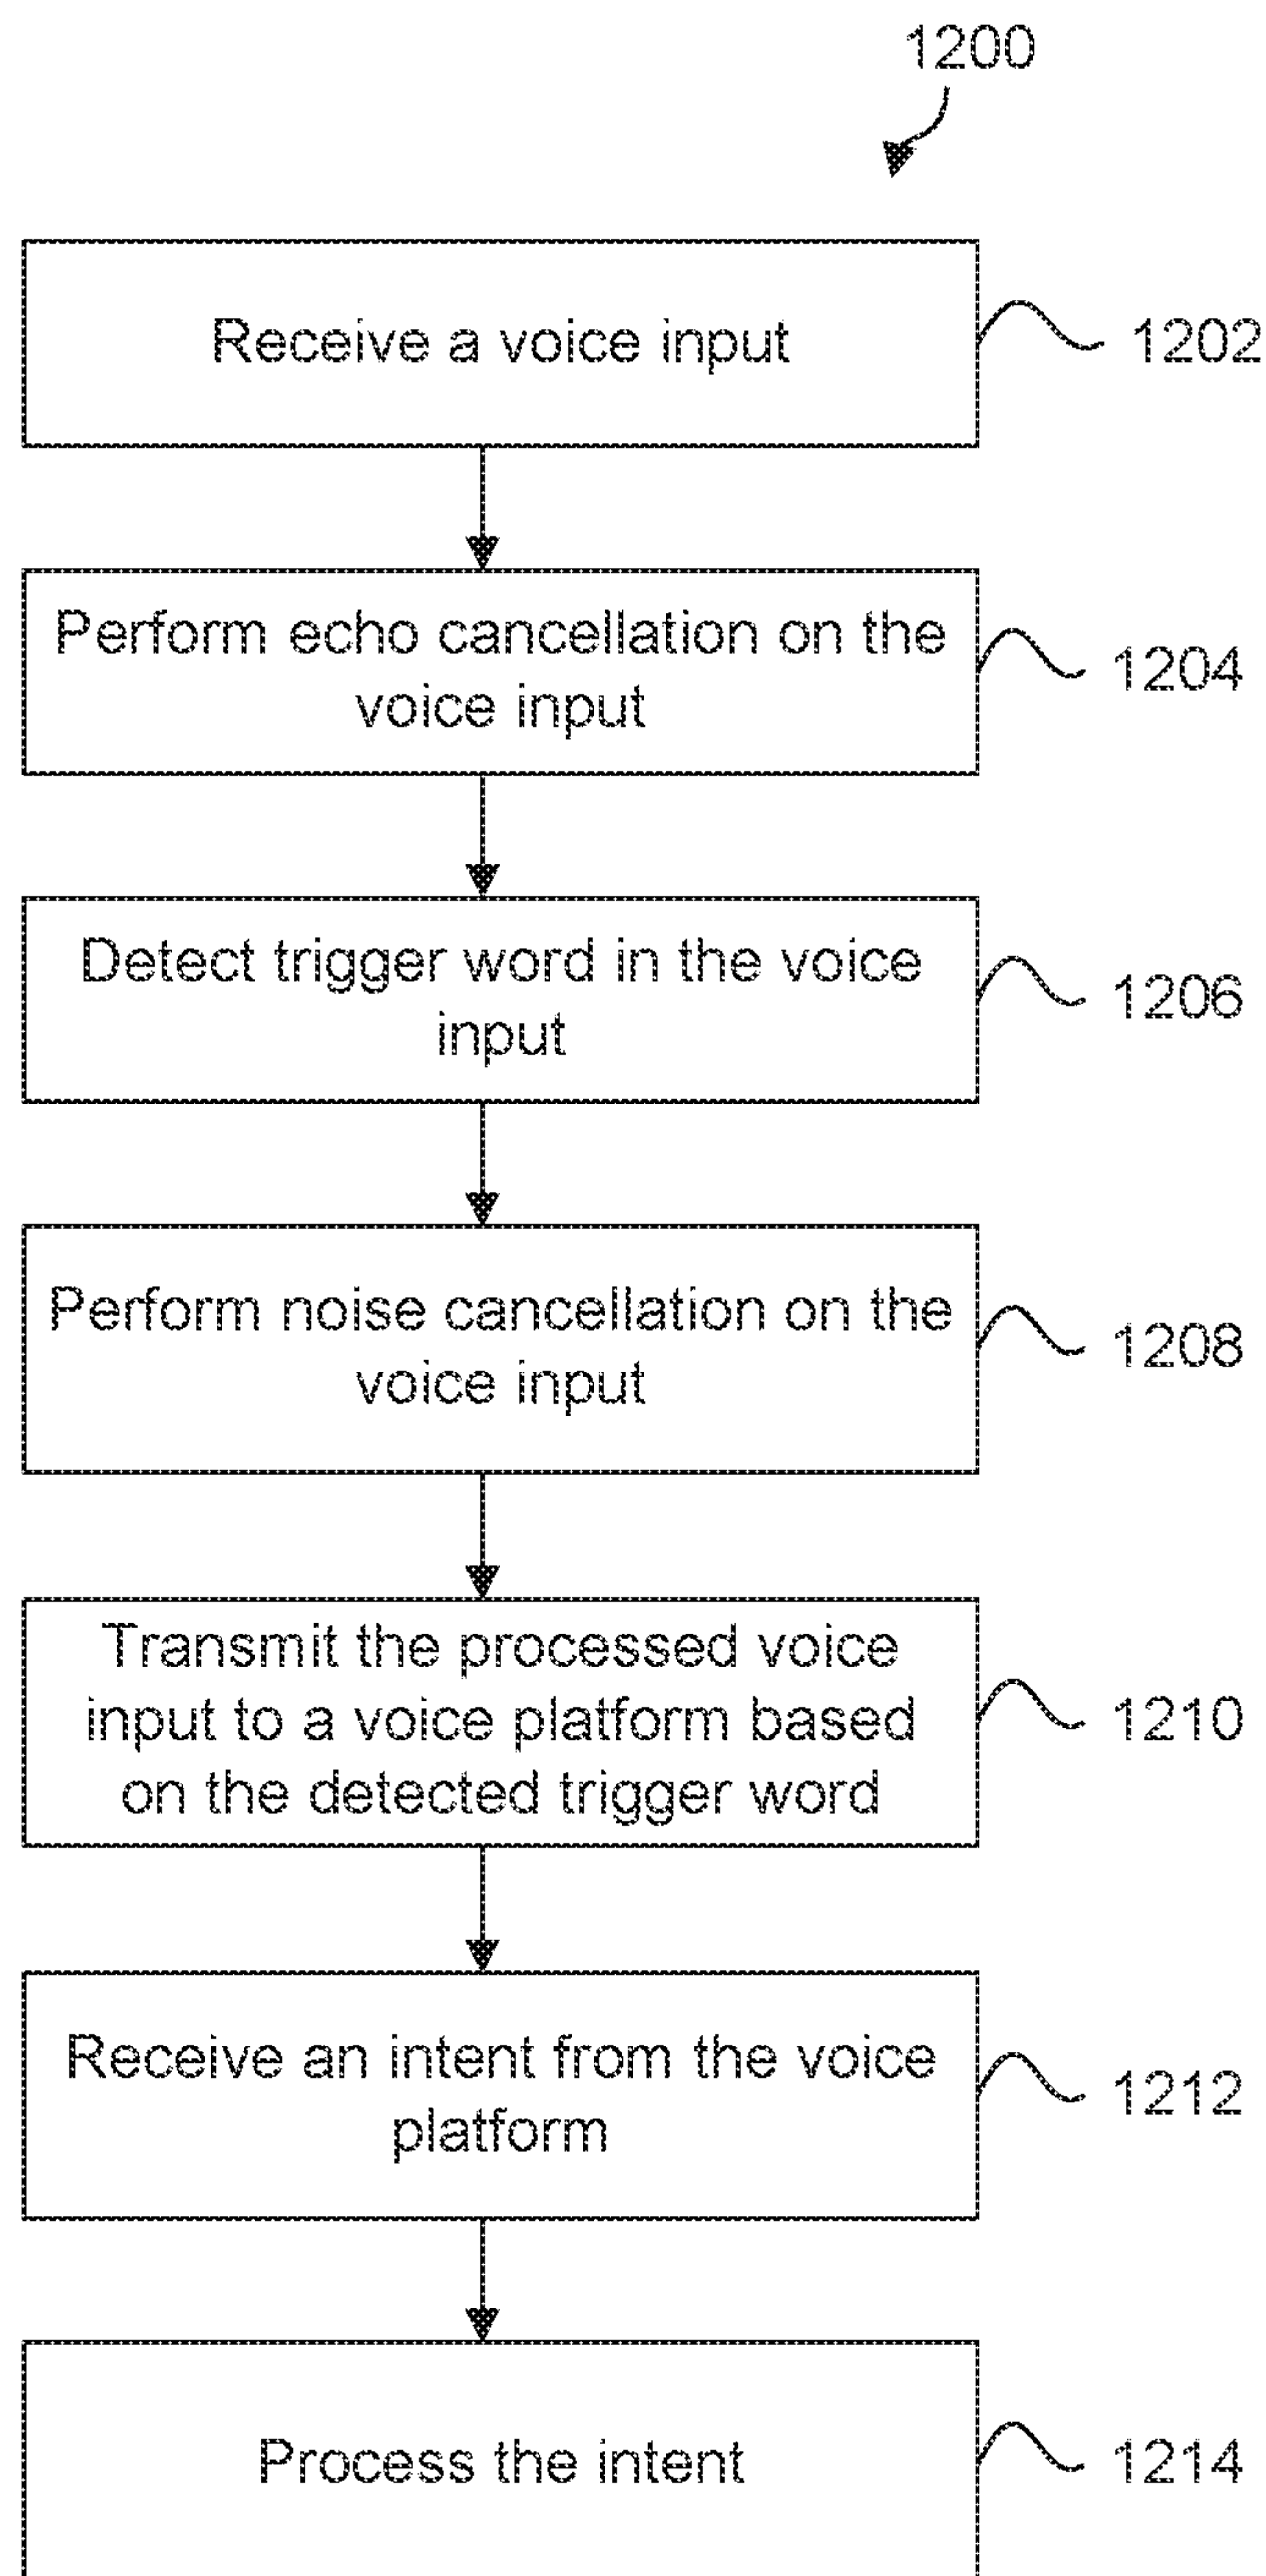 1200
Receive a voice input
1202
Perform echo cancellation on the
voice input
1204
Detect trigger word in the voice
input
1206
Perform noise cancellation on the
voice input
1208
Transmit the processed voice
input to a voice platform based
on the detected trigger word
1210
Receive an intent from the voice
platform
1212
Process the intent
1214